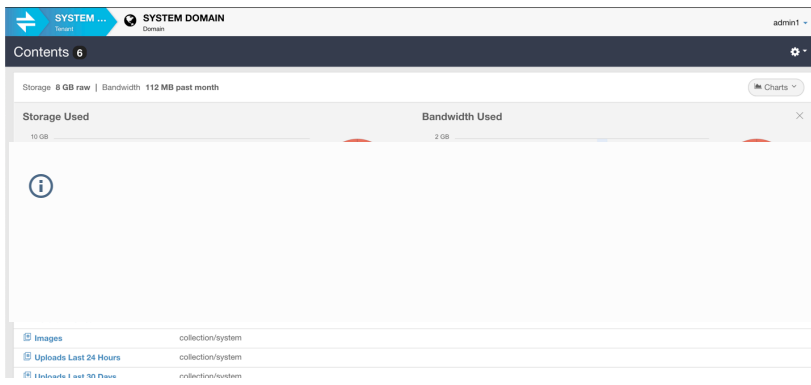 SYSTEM ...
Tenant
SYSTEM DOMAIN
Domain
admin1
Contents 6
Storage 8 GB raw | Bandwidth 112 MB past month
Charts
Storage Used
Bandwidth Used
10 GB
2 GB
Images collection/system
Uploads Last 24 Hours collection/system
Uploads Last 30 Days collection/system